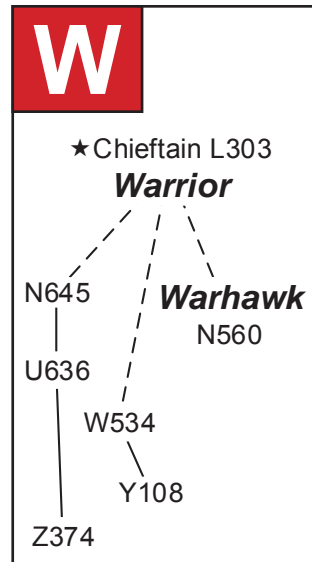 W
★Chieftain L303
Warrior
N645
Warhawk
N560
U636
W534
Y108
Z374